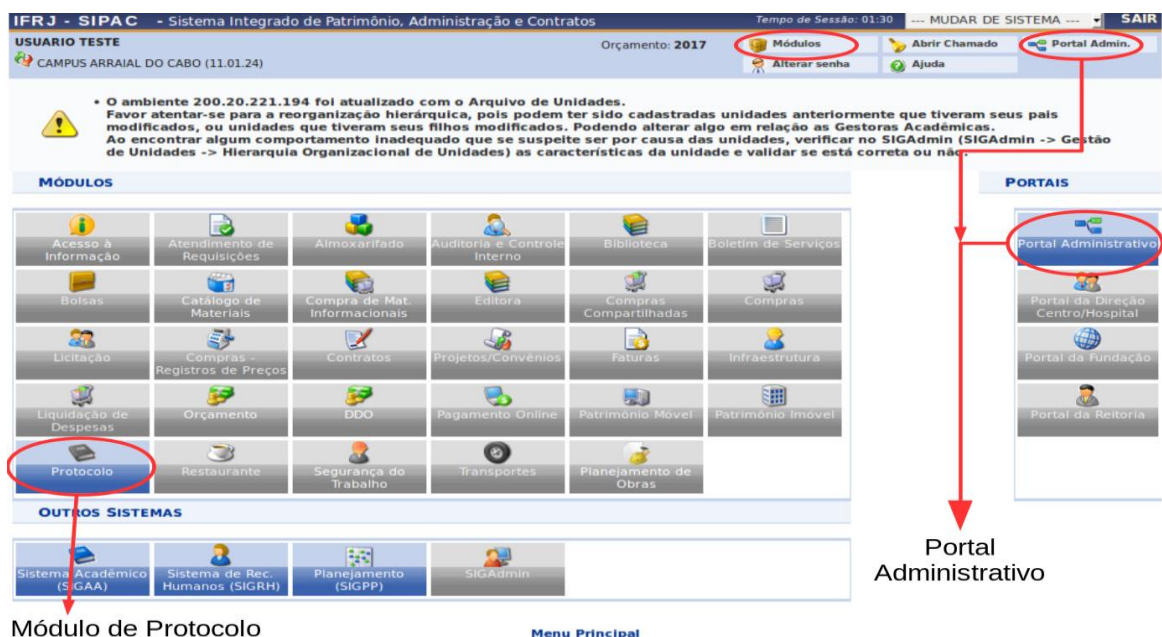 IFRJ - SIPAC - Sistema Integrado de Patrimônio, Administração e Contratos Tempo de Sessão: 01:30 --- MUDAR DE SISTEMA --- SAIR
USUARIO TESTE Orçamento: 2017 Módulos Abrir Chamado Portal Admin.
CAMPUS ARRAIAL DO CABO (11.01.24) Alterar senha Ajuda
• O ambiente 200.20.221.194 foi atualizado com o Arquivo de Unidades.
Favor atentar-se para a reorganização hierárquica, pois podem ter sido cadastradas unidades anteriormente que tiveram seus pais
modificados, ou unidades que tiveram seus filhos modificados. Podendo alterar algo em relação as Gestoras Acadêmicas.
Ao encontrar algum comportamento inadequado que se suspeite ser por causa das unidades, verificar no SIGAdmin (SIGAdmin -> Gestão
de Unidades -> Hierarquia Organizacional de Unidades) as características da unidade e validar se está correta ou não.
MÓDULOS
Acesso à
Informação
Atendimento de
Requisições
Almoxarifado
Auditoria e Controle
Interno
Biblioteca
Boletim de Serviços
Bolsas
Catálogo de
Materiais
Compra de Mat.
Informacionais
Editora
Compras
Compartilhadas
Compras
Licitação
Compras -
Registros de Preços
Contratos
Projetos/Convênios
Faturas
Infraestrutura
Liquidação de
Despesas
Orçamento
DDO
Pagamento Online
Patrimônio Móvel
Patrimônio Imóvel
Protocolo
Restaurante
Segurança do
Trabalho
Transportes
Planejamento de
Obras
PORTAIS
Portal Administrativo
Portal da Direção
Centro/Hospital
Portal da Fundação
Portal da Reitoria
OUTROS SISTEMAS
Sistema Acadêmico
(SIGAA)
Sistema de Rec.
Humanos (SIGRH)
Planejamento
(SIGPP)
SIGAdmin
Portal
Administrativo
Módulo de Protocolo
Menu Principal